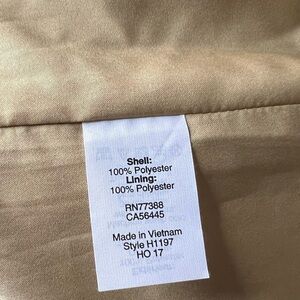 Shell:
100% Polyester
Lining:
100% Polyester
RN77388
CA56445
Made in Vietnam
Style H1197
HO 17